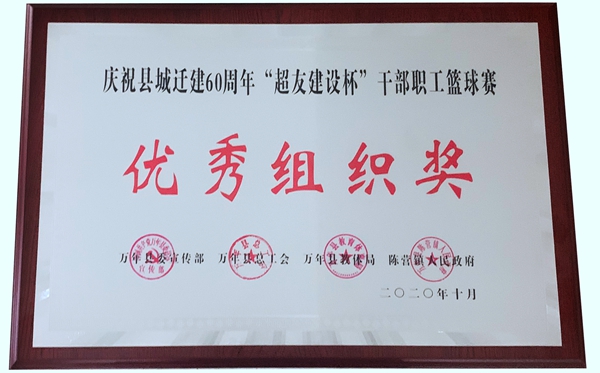 庆祝县城迁建60周年“超友建设杯”干部职工篮球赛
优秀组织奖
万年县委宣传部 万年县总工会 万年县教体局 陈营镇人民政府
二〇二〇年十月